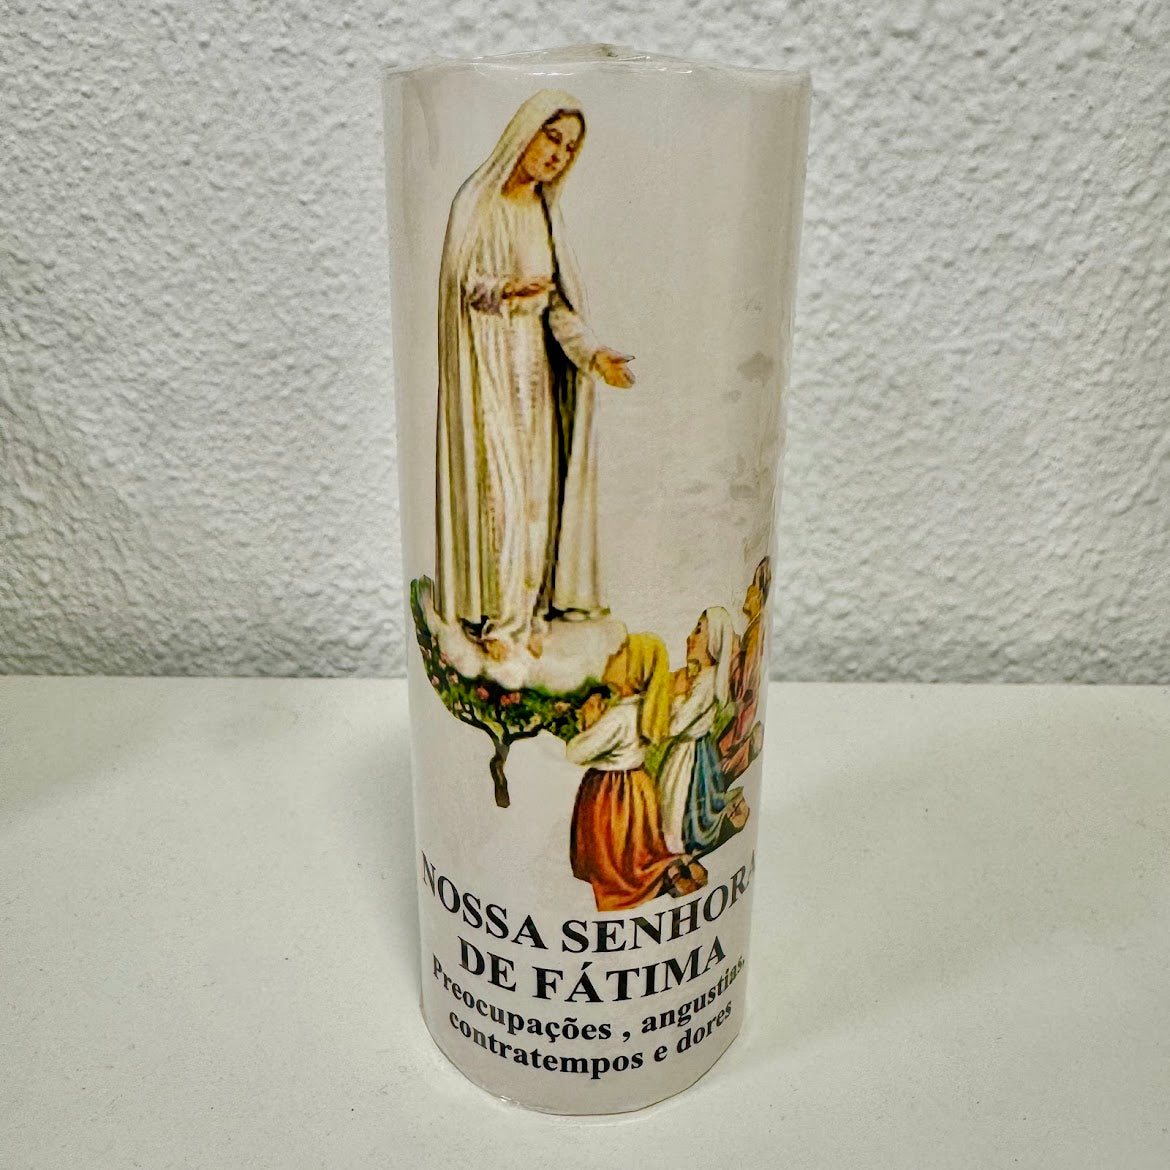 NOSSA SENHORA
DE FÁTIMA
Preocupações , angustias,
contratempos e dores